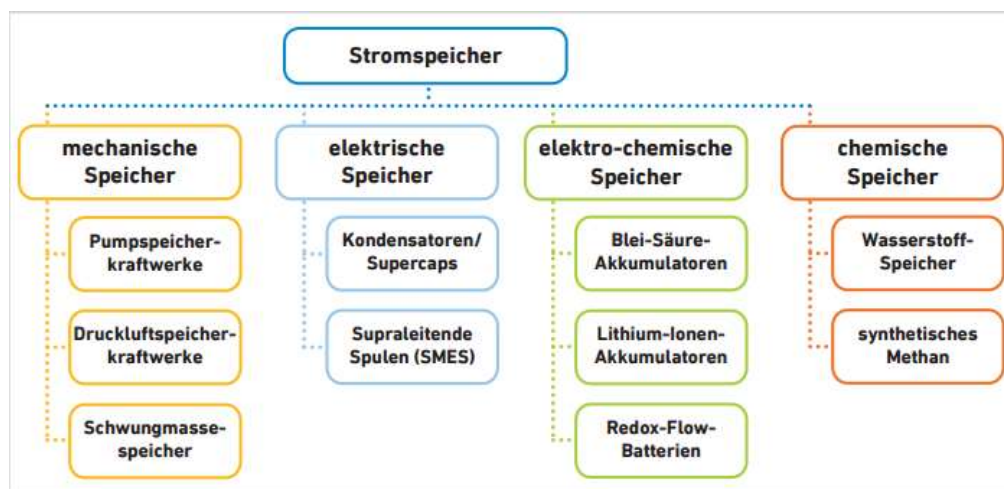 Stromspeicher
mechanische
Speicher
elektrische
Speicher
elektro-chemische
Speicher
chemische
Speicher
Pumpspeicher-
kraftwerke
Kondensatoren/
Supercaps
Blei-Säure-
Akkumulatoren
Wasserstoff-
Speicher
Druckluftspeicher-
kraftwerke
Supraleitende
Spulen (SMES)
Lithium-Ionen-
Akkumulatoren
synthetisches
Methan
Schwungmasse-
speicher
Redox-Flow-
Batterien